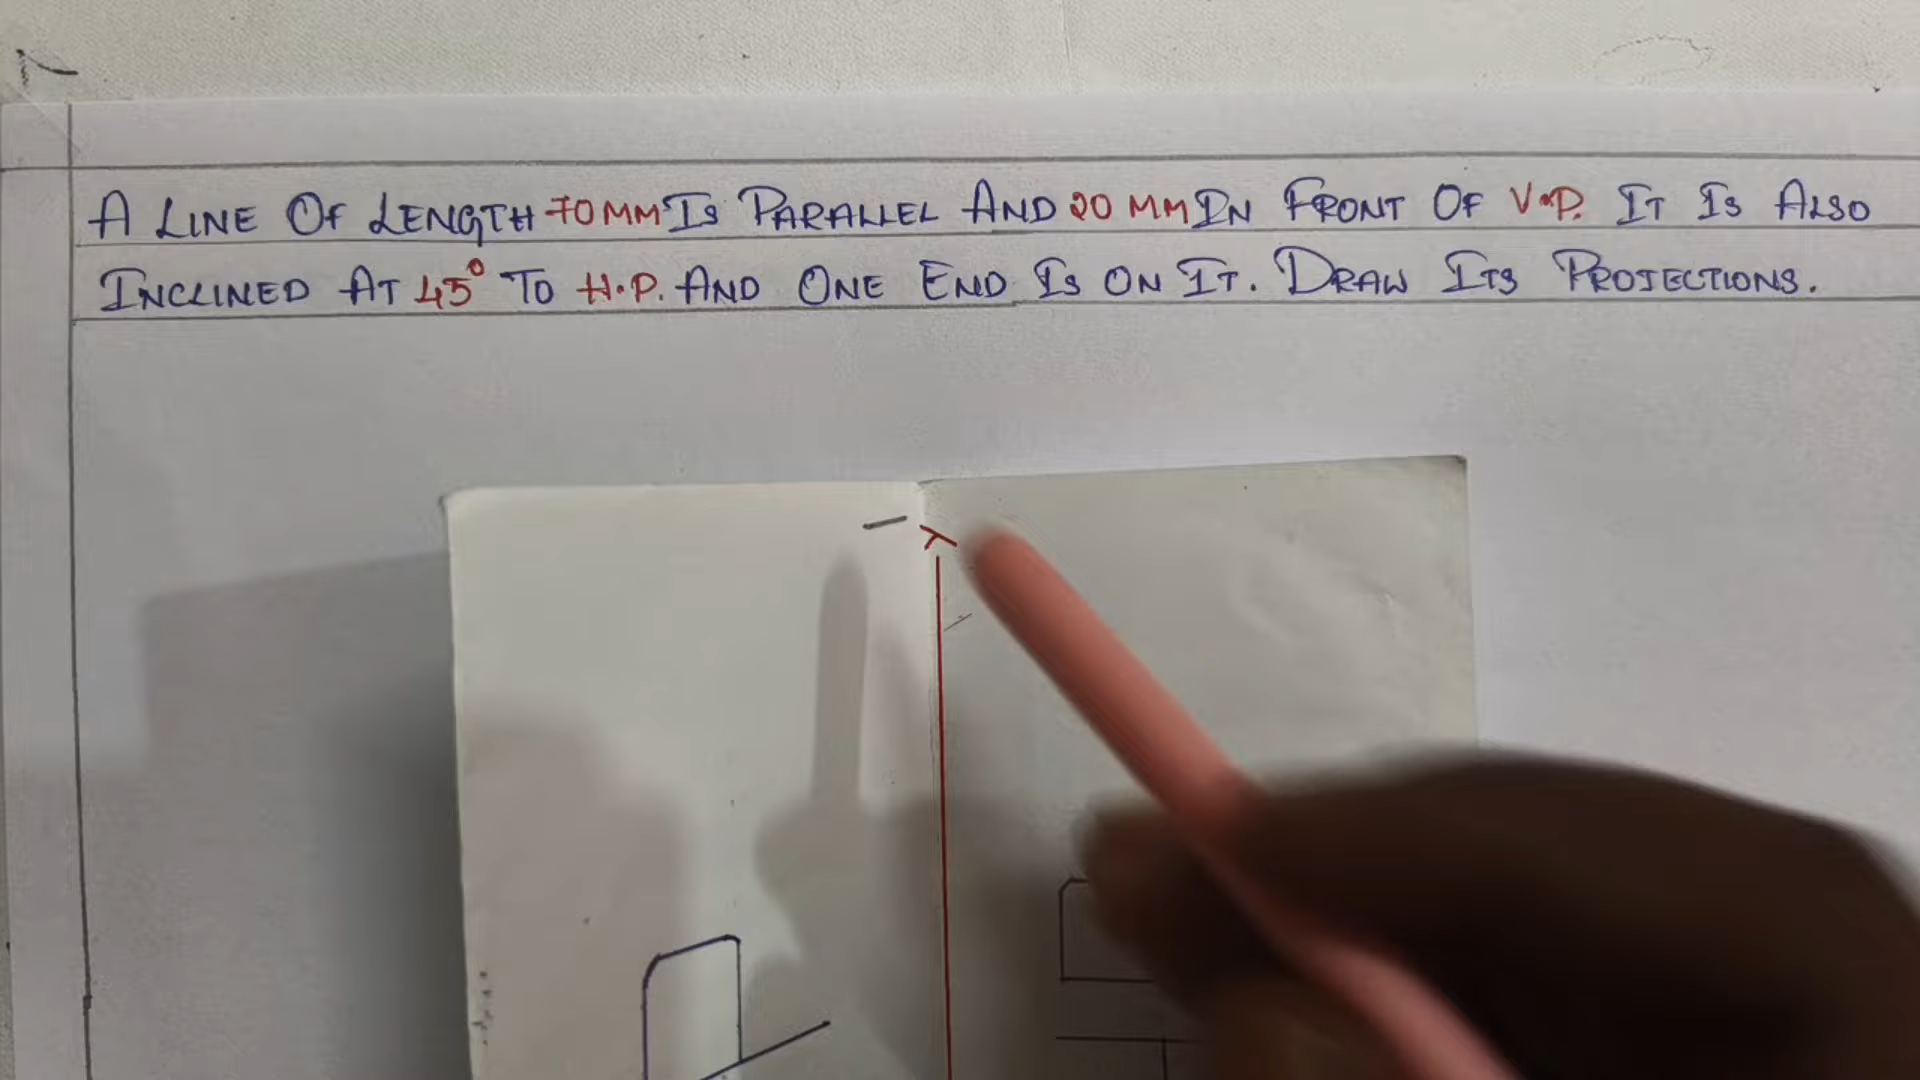 A LINE OF LENGTH 70 MM IS PARALLEL AND 20 MM IN FRONT OF V.P. IT IS ALSO
INCLINED AT 45° TO H.P. AND ONE END IS ON IT. DRAW ITS PROJECTIONS.